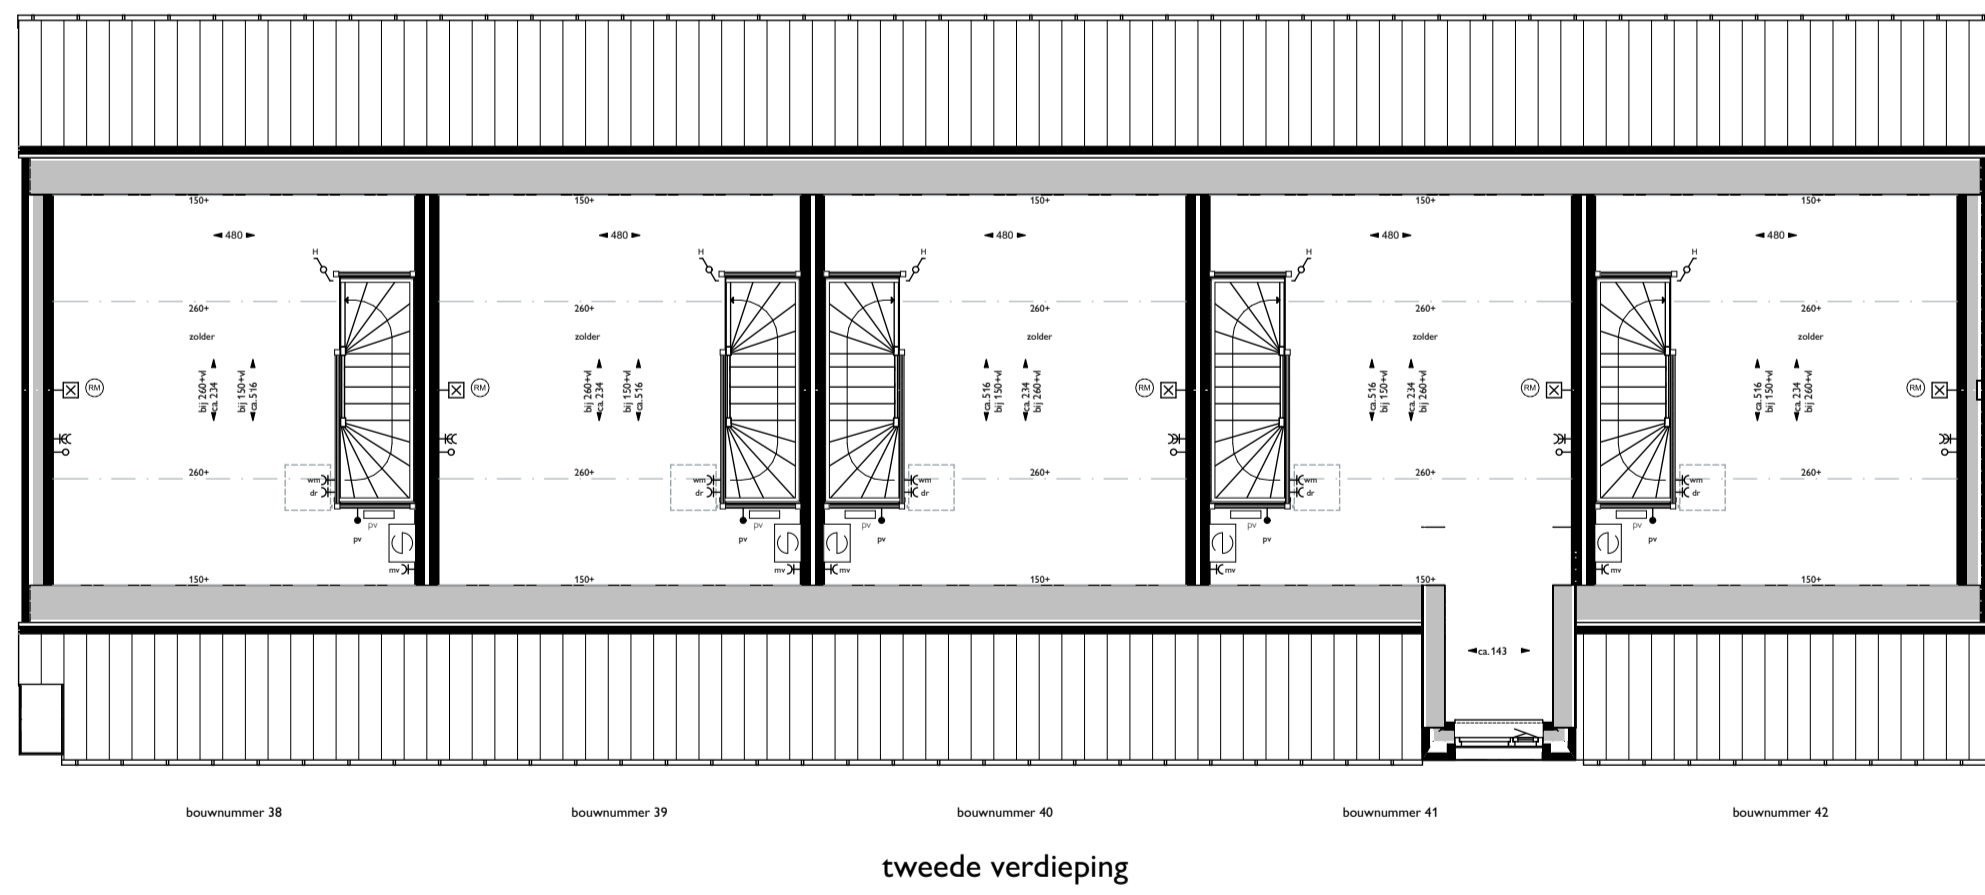 150+ 150+ 150+ 150+ 150+
480 480 480 480 480
H H H H H
260+ 260+ 260+ 260+ 260+
zolder zolder zolder zolder zolder
bij 260+vl
ca. 234
bij 150+vl
ca. 516
bij 260+vl
ca. 234
bij 150+vl
ca. 516
ca. 516
bij 150+vl
ca. 234
bij 260+vl
ca. 516
bij 150+vl
ca. 234
bij 260+vl
ca. 516
bij 150+vl
ca. 234
bij 260+vl
RM RM RM RM RM
260+ 260+ 260+ 260+ 260+
wm wm wm wm wm
dr dr dr dr dr
pv pv pv pv pv
pv pv pv pv pv
mv mv mv mv mv
150+ 150+ 150+ 150+ 150+
ca. 143
bouwnummer 38 bouwnummer 39 bouwnummer 40 bouwnummer 41 bouwnummer 42
tweede verdieping